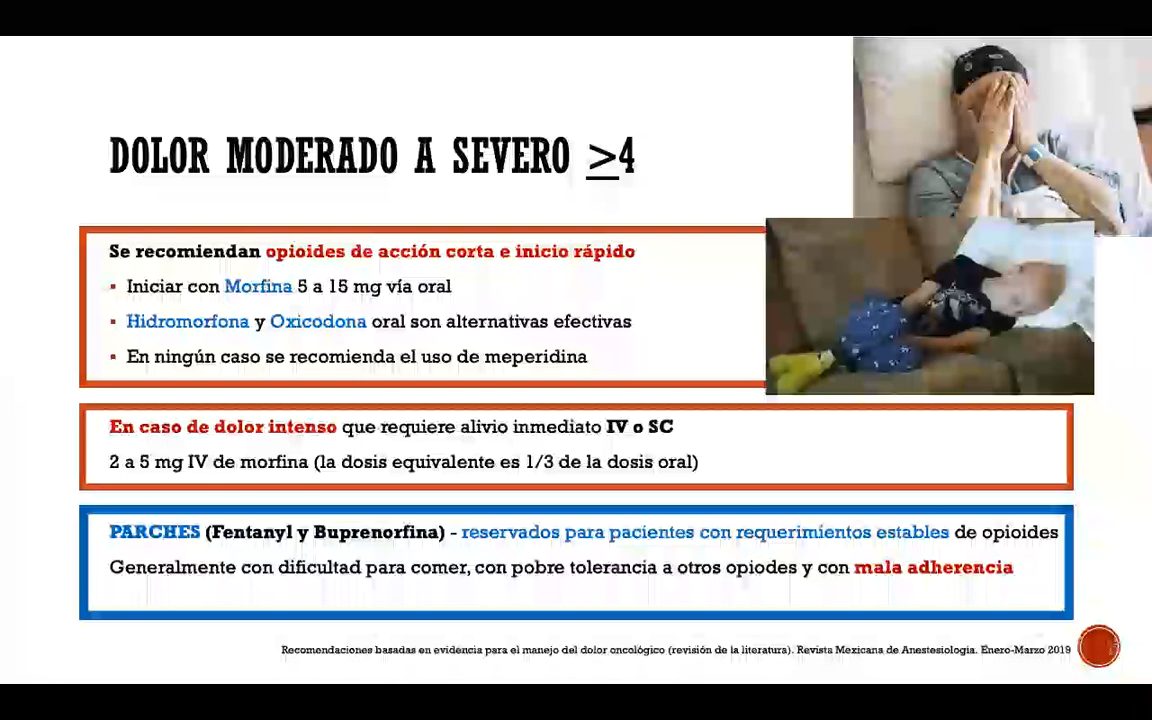 DOLOR MODERADO A SEVERO ≥4
Se recomiendan opioides de acción corta e inicio rápido
▪ Iniciar con Morfina 5 a 15 mg vía oral
▪ Hidromorfona y Oxicodona oral son alternativas efectivas
▪ En ningún caso se recomienda el uso de meperidina
En caso de dolor intenso que requiere alivio inmediato IV o SC
2 a 5 mg IV de morfina (la dosis equivalente es 1/3 de la dosis oral)
PARCHES (Fentanyl y Buprenorfina) - reservados para pacientes con requerimientos estables de opioides
Generalmente con dificultad para comer, con pobre tolerancia a otros opiodes y con mala adherencia
Recomendaciones basadas en evidencia para el manejo del dolor oncológico (revisión de la literatura). Revista Mexicana de Anestesiología. Enero-Marzo 2019